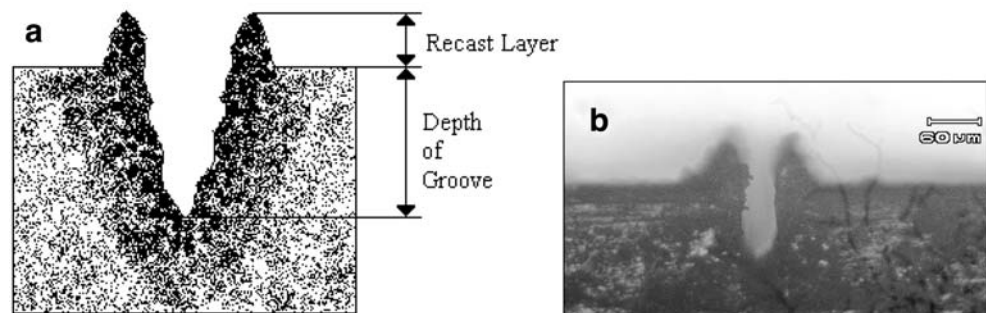 a
Recast Layer
Depth
of
Groove
b
60 µm